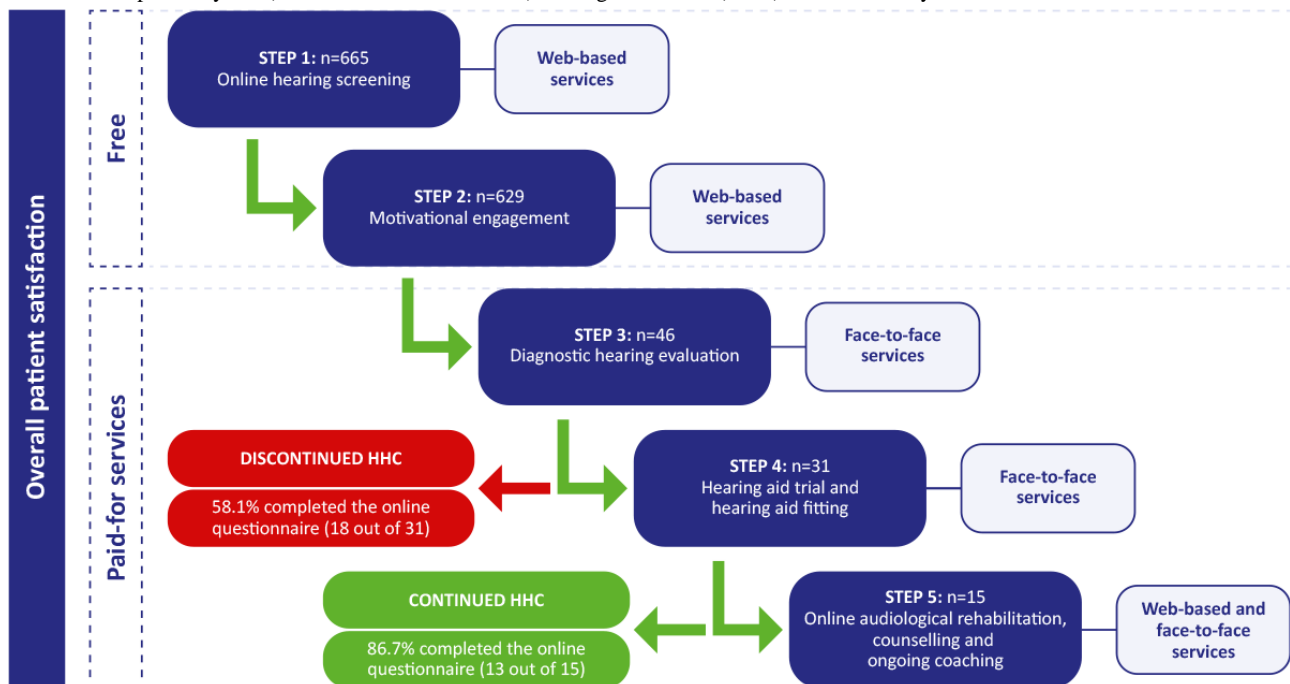 Overall patient satisfaction
Free
STEP 1: n=665
Online hearing screening
Web-based
services
STEP 2: n=629
Motivational engagement
Web-based
services
Paid-for services
STEP 3: n=46
Diagnostic hearing evaluation
Face-to-face
services
DISCONTINUED HHC
58.1% completed the online
questionnaire (18 out of 31)
STEP 4: n=31
Hearing aid trial and
hearing aid fitting
Face-to-face
services
CONTINUED HHC
86.7% completed the online
questionnaire (13 out of 15)
STEP 5: n=15
Online audiological rehabilitation,
counselling and
ongoing coaching
Web-based and
face-to-face
services